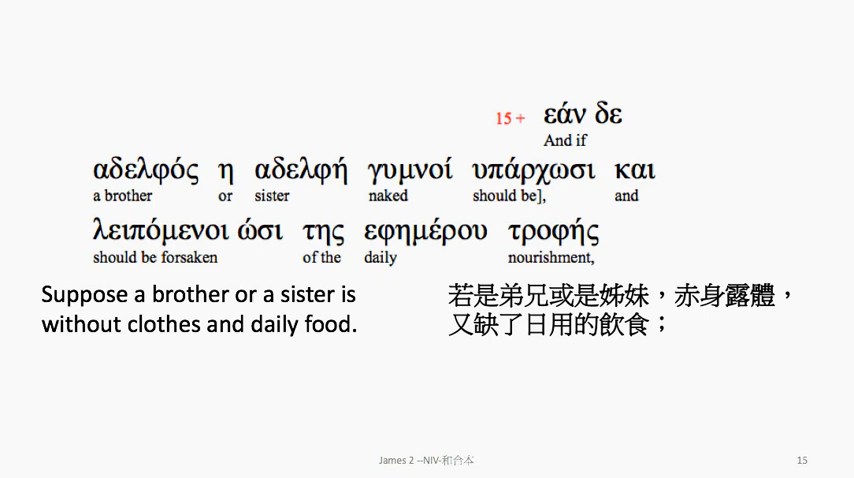 15 + εάν δε
And if
αδελφός η αδελφή γυμνοί υπάρχωσι και
a brother or sister naked should be], and
λειπόμενοι ώσι της εφημέρου τροφής
should be forsaken of the daily nourishment,
Suppose a brother or a sister is
without clothes and daily food.
若是弟兄或是姊妹，赤身露體，
又缺了日用的飲食；
James 2 --NIV-和合本
15